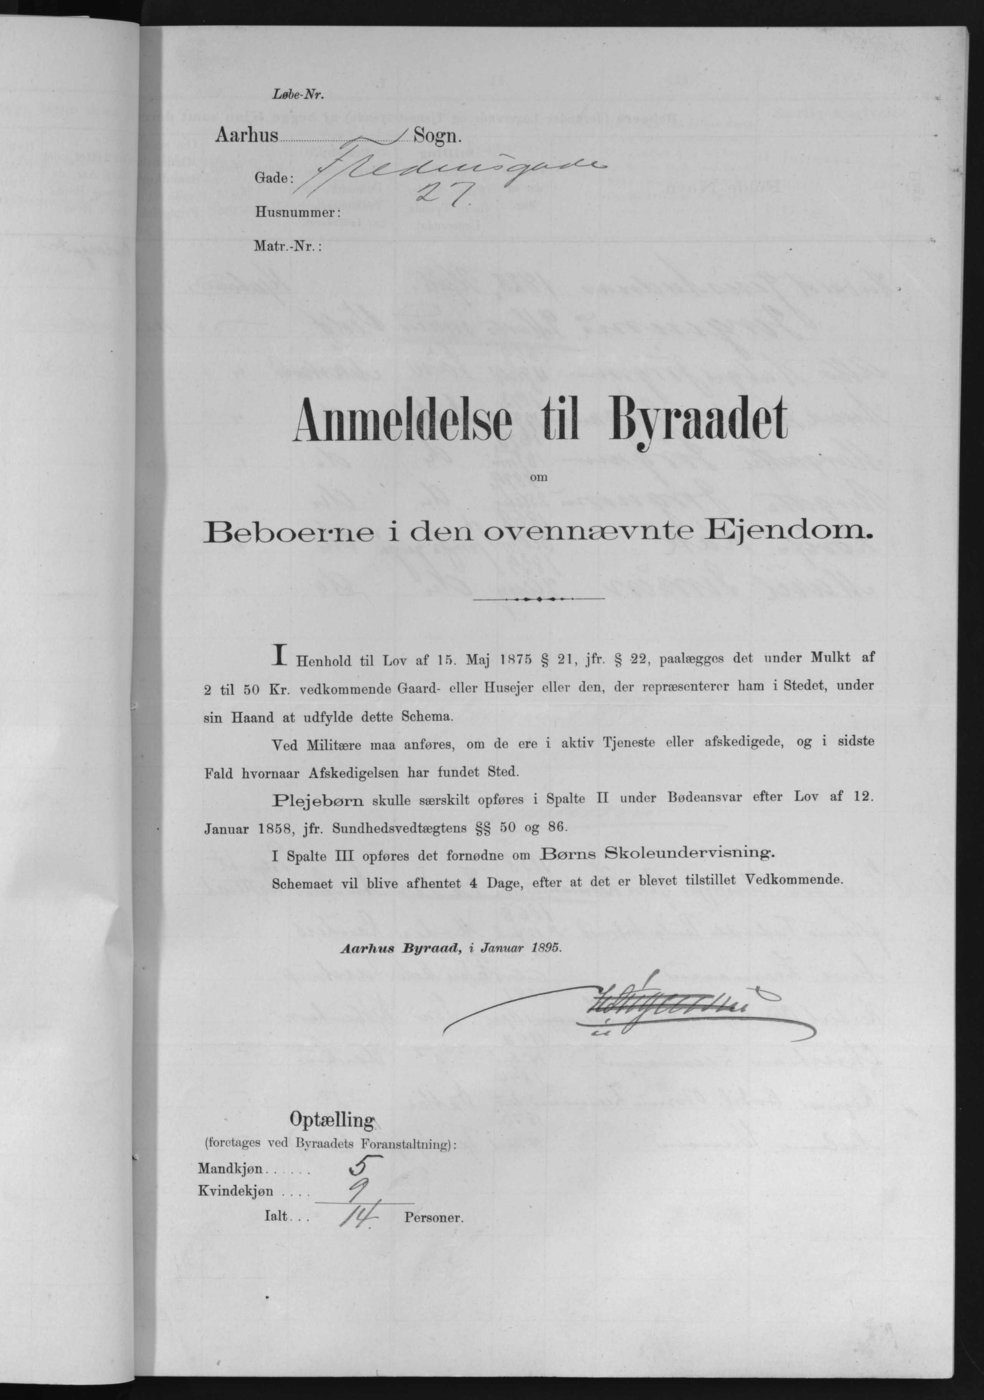 Løbe-Nr.
Aarhus Sogn.
Gade: Fredensgade
27.
Husnummer:
Matr.-Nr.:
Anmeldelse til Byraadet
om
Beboerne i den ovennævnte Ejendom.
I Henhold til Lov af 15. Maj 1875 § 21, jfr. § 22, paalægges det under Mulkt af
2 til 50 Kr. vedkommende Gaard- eller Husejer eller den, der repræsenterer ham i Stedet, under
sin Haand at udfylde dette Schema.
Ved Militære maa anføres, om de ere i aktiv Tjeneste eller afskedigede, og i sidste
Fald hvornaar Afskedigelsen har fundet Sted.
Plejebørn skulle særskilt opføres i Spalte II under Bødeansvar efter Lov af 12.
Januar 1858, jfr. Sundhedsvedtægtens §§ 50 og 86.
I Spalte III opføres det fornødne om Børns Skoleundervisning.
Schemaet vil blive afhentet 4 Dage, efter at det er blevet tilstillet Vedkommende.
Aarhus Byraad, i Januar 1895.
Optælling
(foretages ved Byraadets Foranstaltning):
Mandkjøn...... 5
Kvindekjøn .... 9
Ialt... 14. Personer.